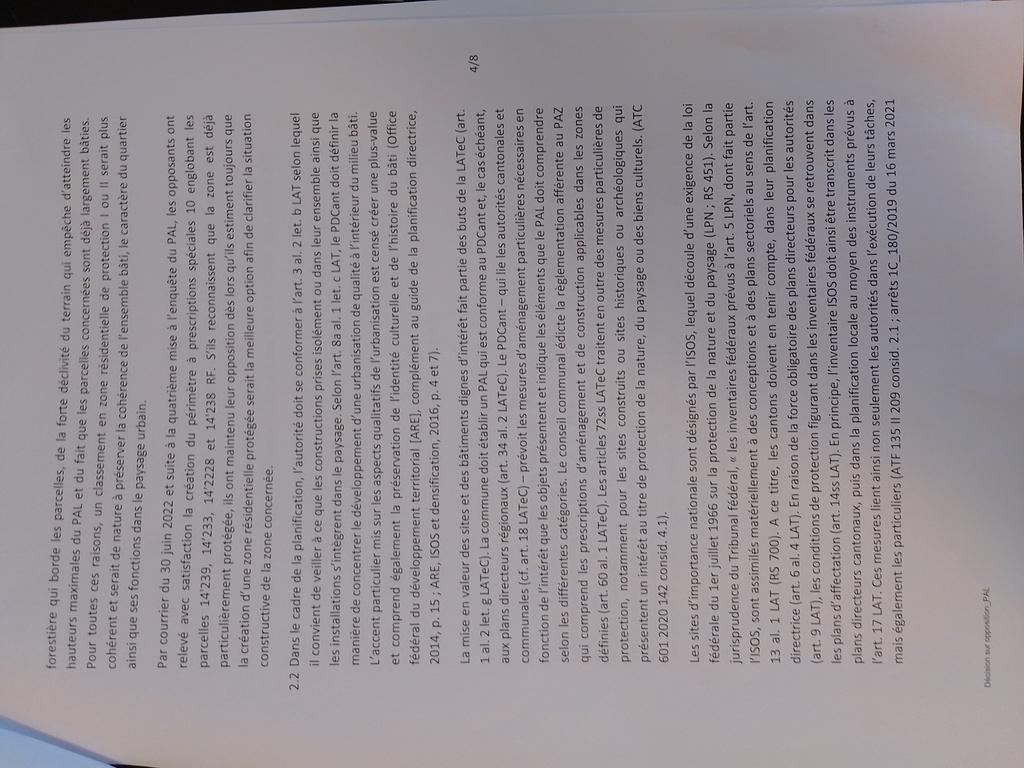 forestière qui borde les parcelles, de la forte déclivité du terrain qui empêche d'atteindre les
hauteurs maximales du PAL et du fait que les parcelles concernées sont déjà largement bâties.
Pour toutes ces raisons, un classement en zone résidentielle de protection I ou II serait plus
cohérent et serait de nature à préserver la cohérence de l'ensemble bâti, le caractère du quartier
ainsi que ses fonctions dans le paysage urbain.
Par courrier du 30 juin 2022 et suite à la quatrième mise à l'enquête du PAL, les opposants ont
relevé avec satisfaction la création du périmètre à prescriptions spéciales 10 englobant les
parcelles 14'239, 14'233, 14'2228 et 14'238 RF. S'ils reconnaissent que la zone est déjà
particulièrement protégée, ils ont maintenu leur opposition dès lors qu'ils estiment toujours que
la création d'une zone résidentielle protégée serait la meilleure option afin de clarifier la situation
constructive de la zone concernée.
2.2 Dans le cadre de la planification, l'autorité doit se conformer à l'art. 3 al. 2 let. b LAT selon lequel
il convient de veiller à ce que les constructions prises isolément ou dans leur ensemble ainsi que
les installations s'intègrent dans le paysage. Selon l'art. 8a al. 1 let. c LAT, le PDCant doit définir la
manière de concentrer le développement d'une urbanisation de qualité à l'intérieur du milieu bâti.
L'accent particulier mis sur les aspects qualitatifs de l'urbanisation est censé créer une plus-value
et comprend également la préservation de l'identité culturelle et de l'histoire du bâti (Office
fédéral du développement territorial [ARE], complément au guide de la planification directrice,
2014, p. 15 ; ARE, ISOS et densification, 2016, p. 4 et 7).
La mise en valeur des sites et des bâtiments dignes d'intérêt fait partie des buts de la LATeC (art.
1 al. 2 let. g LATeC). La commune doit établir un PAL qui est conforme au PDCant et, le cas échéant,
aux plans directeurs régionaux (art. 34 al. 2 LATeC). Le PDCant – qui lie les autorités cantonales et
communales (cf. art. 18 LATeC) – prévoit les mesures d'aménagement particulières nécessaires en
fonction de l'intérêt que les objets présentent et indique les éléments que le PAL doit comprendre
selon les différentes catégories. Le conseil communal édicte la réglementation afférente au PAZ
qui comprend les prescriptions d'aménagement et de construction applicables dans les zones
définies (art. 60 al. 1 LATeC). Les articles 72ss LATeC traitent en outre des mesures particulières de
protection, notamment pour les sites construits ou sites historiques ou archéologiques qui
présentent un intérêt au titre de protection de la nature, du paysage ou des biens culturels. (ATC
601 2020 142 consid. 4.1).
Les sites d'importance nationale sont désignés par l'ISOS, lequel découle d'une exigence de la loi
fédérale du 1er juillet 1966 sur la protection de la nature et du paysage (LPN ; RS 451). Selon la
jurisprudence du Tribunal fédéral, « les inventaires fédéraux prévus à l'art. 5 LPN, dont fait partie
l'ISOS, sont assimilés matériellement à des conceptions et à des plans sectoriels au sens de l'art.
13 al. 1 LAT (RS 700). A ce titre, les cantons doivent en tenir compte, dans leur planification
directrice (art. 6 al. 4 LAT). En raison de la force obligatoire des plans directeurs pour les autorités
(art. 9 LAT), les conditions de protection figurant dans les inventaires fédéraux se retrouvent dans
les plans d'affectation (art. 14ss LAT). En principe, l'inventaire ISOS doit ainsi être transcrit dans les
plans directeurs cantonaux, puis dans la planification locale au moyen des instruments prévus à
l'art. 17 LAT. Ces mesures lient ainsi non seulement les autorités dans l'exécution de leurs tâches,
mais également les particuliers (ATF 135 II 209 consid. 2.1 ; arrêts 1C_180/2019 du 16 mars 2021
4/8
Décision sur opposition_PAL